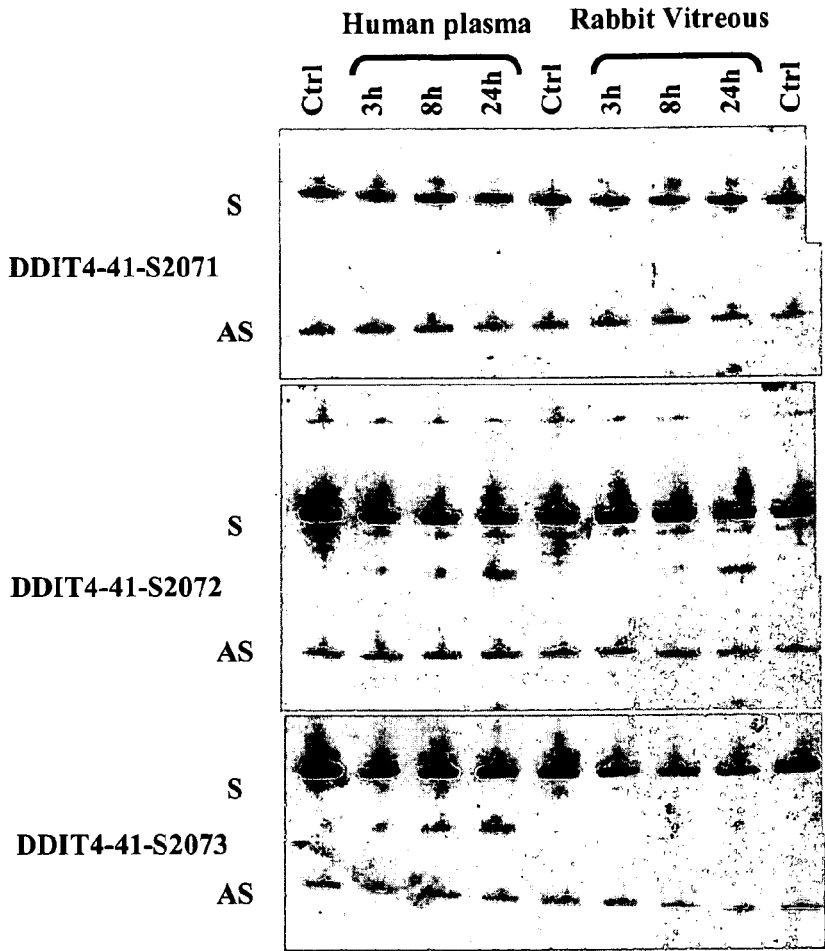 Human plasma Rabbit Vitreous
Ctrl 3h 8h 24h Ctrl 3h 8h 24h Ctrl
S
DDIT4-41-S2071
AS
S
DDIT4-41-S2072
AS
S
DDIT4-41-S2073
AS